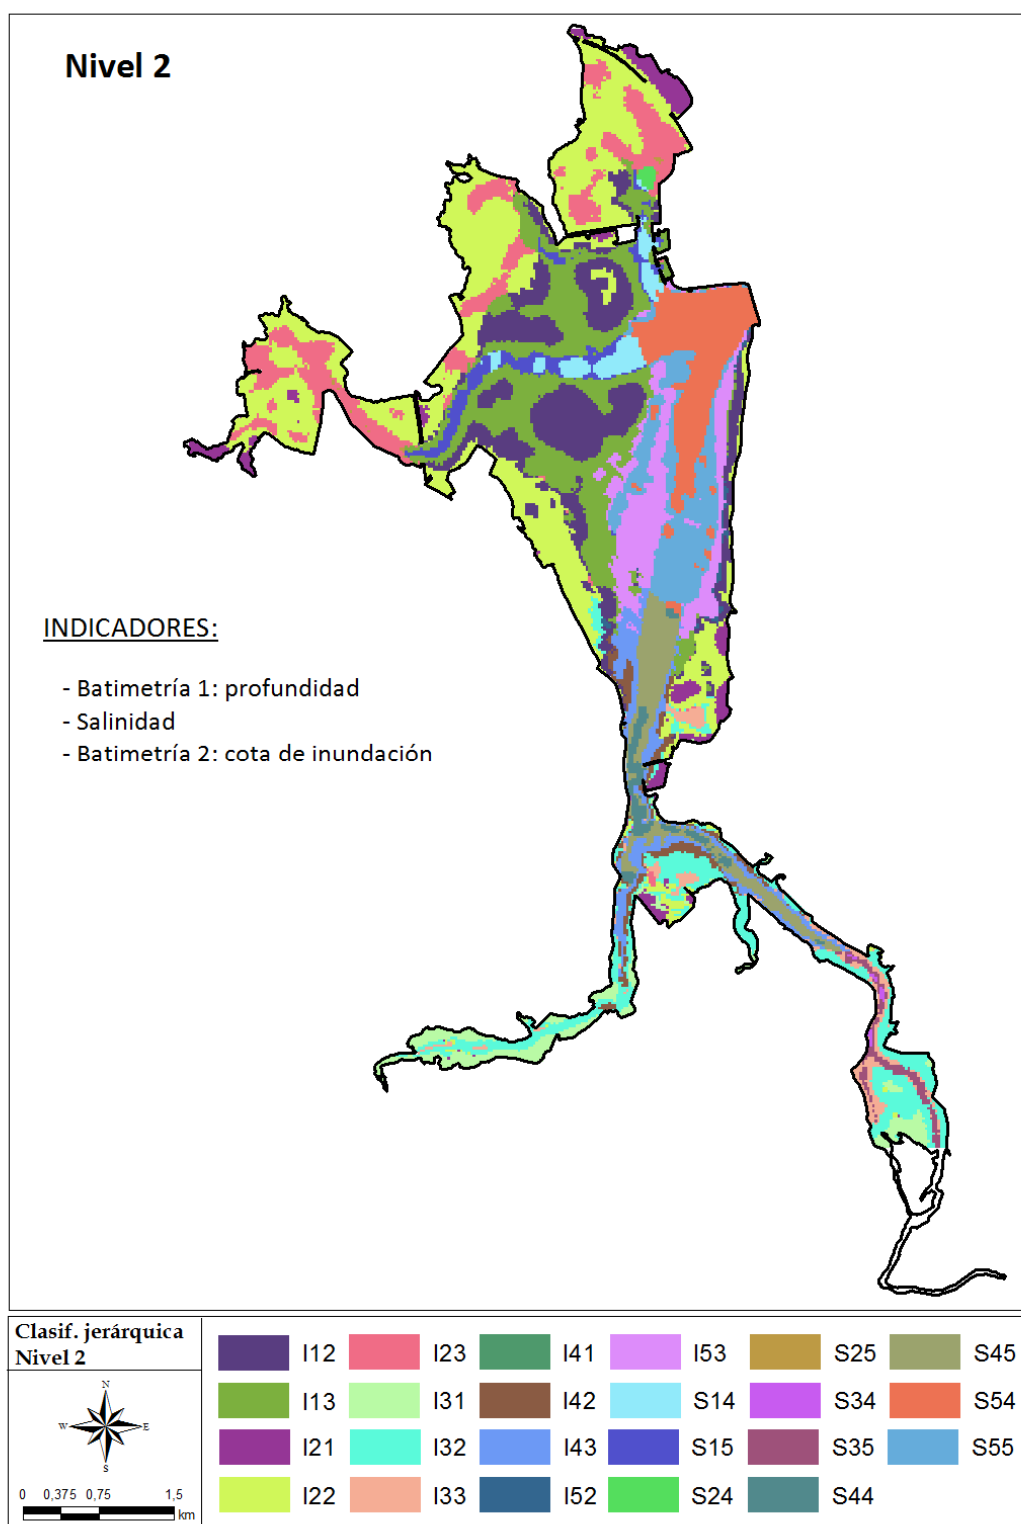 Nivel 2
INDICADORES:
- Batimetría 1: profundidad
- Salinidad
- Batimetría 2: cota de inundación
Clasif. jerárquica
Nivel 2
N
W E
S
0 0,375 0,75 1,5
km
I12 I23 I41 I53 S25 S45
I13 I31 I42 S14 S34 S54
I21 I32 I43 S15 S35 S55
I22 I33 I52 S24 S44